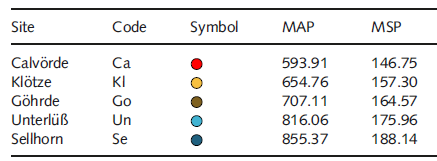 Site Code Symbol MAP MSP
Calvörde Ca 593.91 146.75
Klötze Kl 654.76 157.30
Göhrde Go 707.11 164.57
Unterlüß Un 816.06 175.96
Sellhorn Se 855.37 188.14